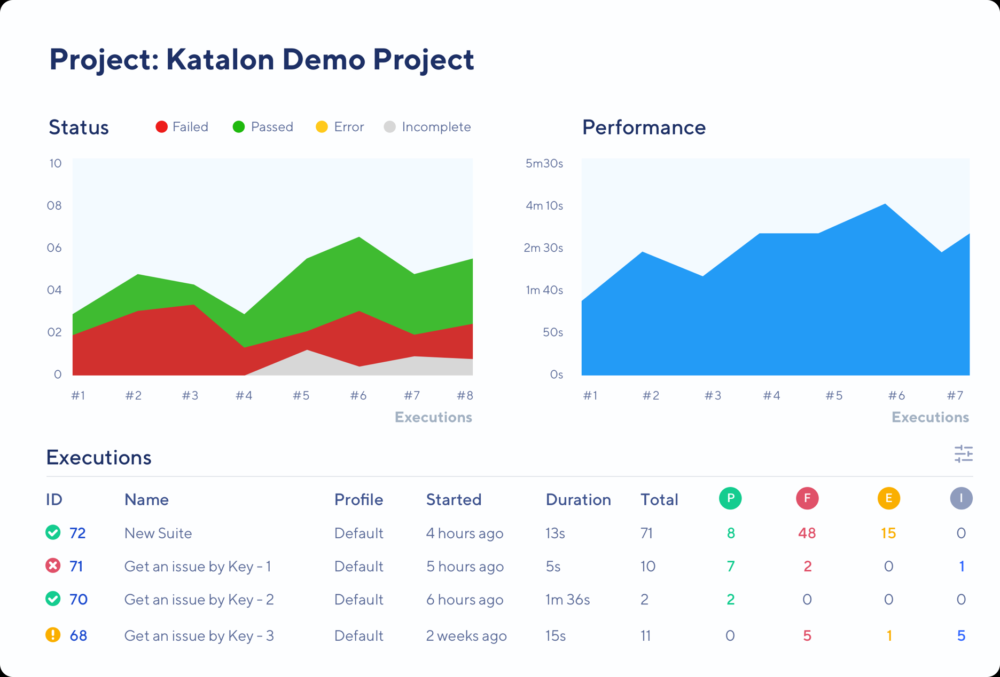 Project: Katalon Demo Project
Status Failed Passed Error Incomplete
10
08
06
04
02
0
#1 #2 #3 #4 #5 #6 #7 #8
Executions
Performance
5m30s
4m 10s
2m 30s
1m 40s
50s
0s
#1 #2 #3 #4 #5 #6 #7
Executions
Executions
ID Name Profile Started Duration Total P F E I
72 New Suite Default 4 hours ago 13s 71 8 48 15 0
71 Get an issue by Key - 1 Default 5 hours ago 5s 10 7 2 0 1
70 Get an issue by Key - 2 Default 6 hours ago 1m 36s 2 2 0 0 0
68 Get an issue by Key - 3 Default 2 weeks ago 15s 11 0 5 1 5